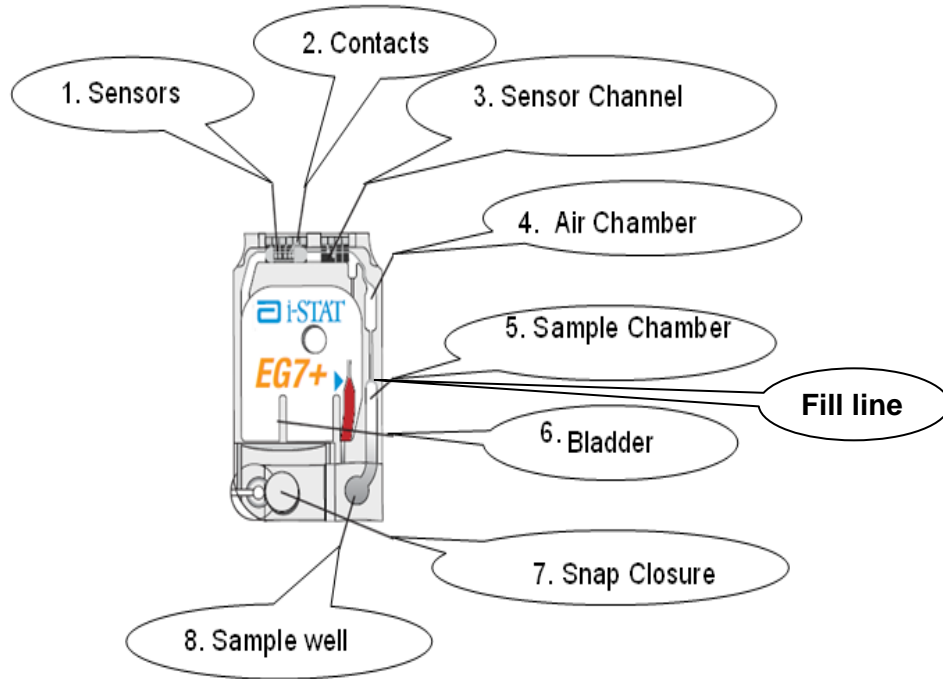 2. Contacts
1. Sensors
3. Sensor Channel
4. Air Chamber
i-STAT
5. Sample Chamber
EG7+
Fill line
6. Bladder
7. Snap Closure
8. Sample well